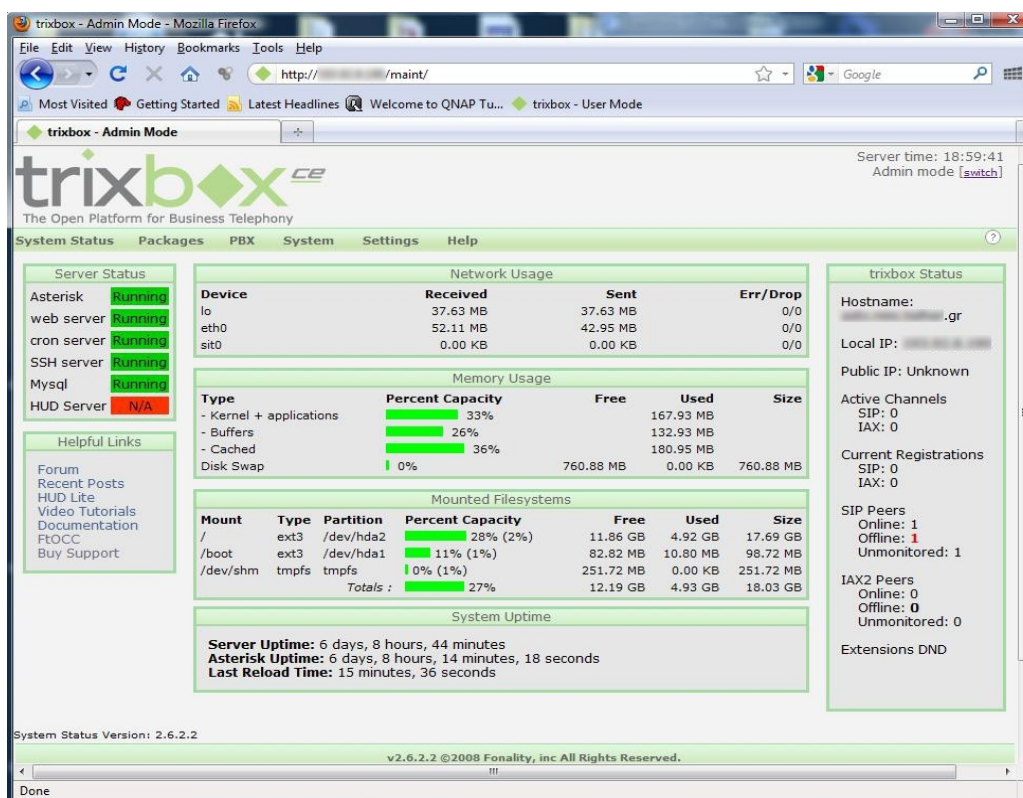 trixbox - Admin Mode - Mozilla Firefox
File Edit View History Bookmarks Tools Help
http:// /maint/
Google
Most Visited Getting Started Latest Headlines Welcome to QNAP Tu... trixbox - User Mode
trixbox - Admin Mode
Server time: 18:59:41
Admin mode [switch]
trixbox CE
The Open Platform for Business Telephony
System Status Packages PBX System Settings Help ?
Server Status
Asterisk Running
web server Running
cron server Running
SSH server Running
Mysql Running
HUD Server N/A
Helpful Links
Forum
Recent Posts
HUD Lite
Video Tutorials
Documentation
FtOCC
Buy Support
Network Usage
Device Received Sent Err/Drop
lo 37.63 MB 37.63 MB 0/0
eth0 52.11 MB 42.95 MB 0/0
sit0 0.00 KB 0.00 KB 0/0
Memory Usage
Type Percent Capacity Free Used Size
- Kernel + applications 33% 167.93 MB
- Buffers 26% 132.93 MB
- Cached 36% 180.95 MB
Disk Swap 0% 760.88 MB 0.00 KB 760.88 MB
Mounted Filesystems
Mount Type Partition Percent Capacity Free Used Size
/ ext3 /dev/hda2 28% (2%) 11.86 GB 4.92 GB 17.69 GB
/boot ext3 /dev/hda1 11% (1%) 82.82 MB 10.80 MB 98.72 MB
/dev/shm tmpfs tmpfs 0% (1%) 251.72 MB 0.00 KB 251.72 MB
Totals : 27% 12.19 GB 4.93 GB 18.03 GB
System Uptime
Server Uptime: 6 days, 8 hours, 44 minutes
Asterisk Uptime: 6 days, 8 hours, 14 minutes, 18 seconds
Last Reload Time: 15 minutes, 36 seconds
trixbox Status
Hostname:
.gr
Local IP:
Public IP: Unknown
Active Channels
SIP: 0
IAX: 0
Current Registrations
SIP: 0
IAX: 0
SIP Peers
Online: 1
Offline: 1
Unmonitored: 1
IAX2 Peers
Online: 0
Offline: 0
Unmonitored: 0
Extensions DND
System Status Version: 2.6.2.2
v2.6.2.2 ©2008 Fonality, inc All Rights Reserved.
Done